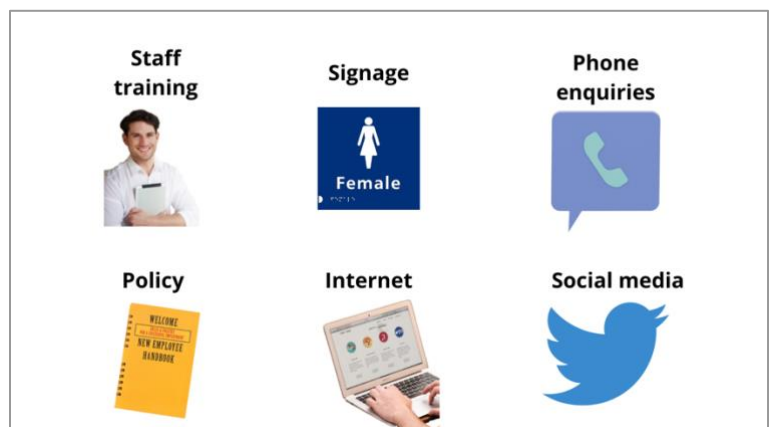 Staff
training
Signage
Phone
enquiries
Female
Policy
Internet
Social media
WELCOME
NEW EMPLOYEE
HANDBOOK